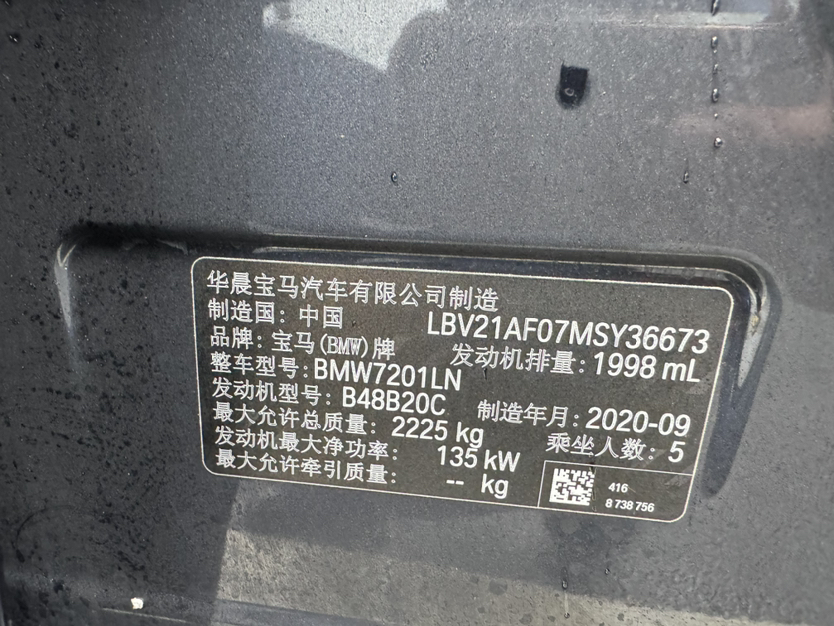 华晨宝马汽车有限公司制造
制造国：中国 LBV21AF07MSY36673
品牌：宝马(BMW)牌 发动机排量：1998 mL
整车型号：BMW7201LN
发动机型号：B48B20C 制造年月：2020-09
最大允许总质量：2225 kg 乘坐人数：5
发动机最大净功率：135 kW
最大允许牵引质量：-- kg
416
8 738 756